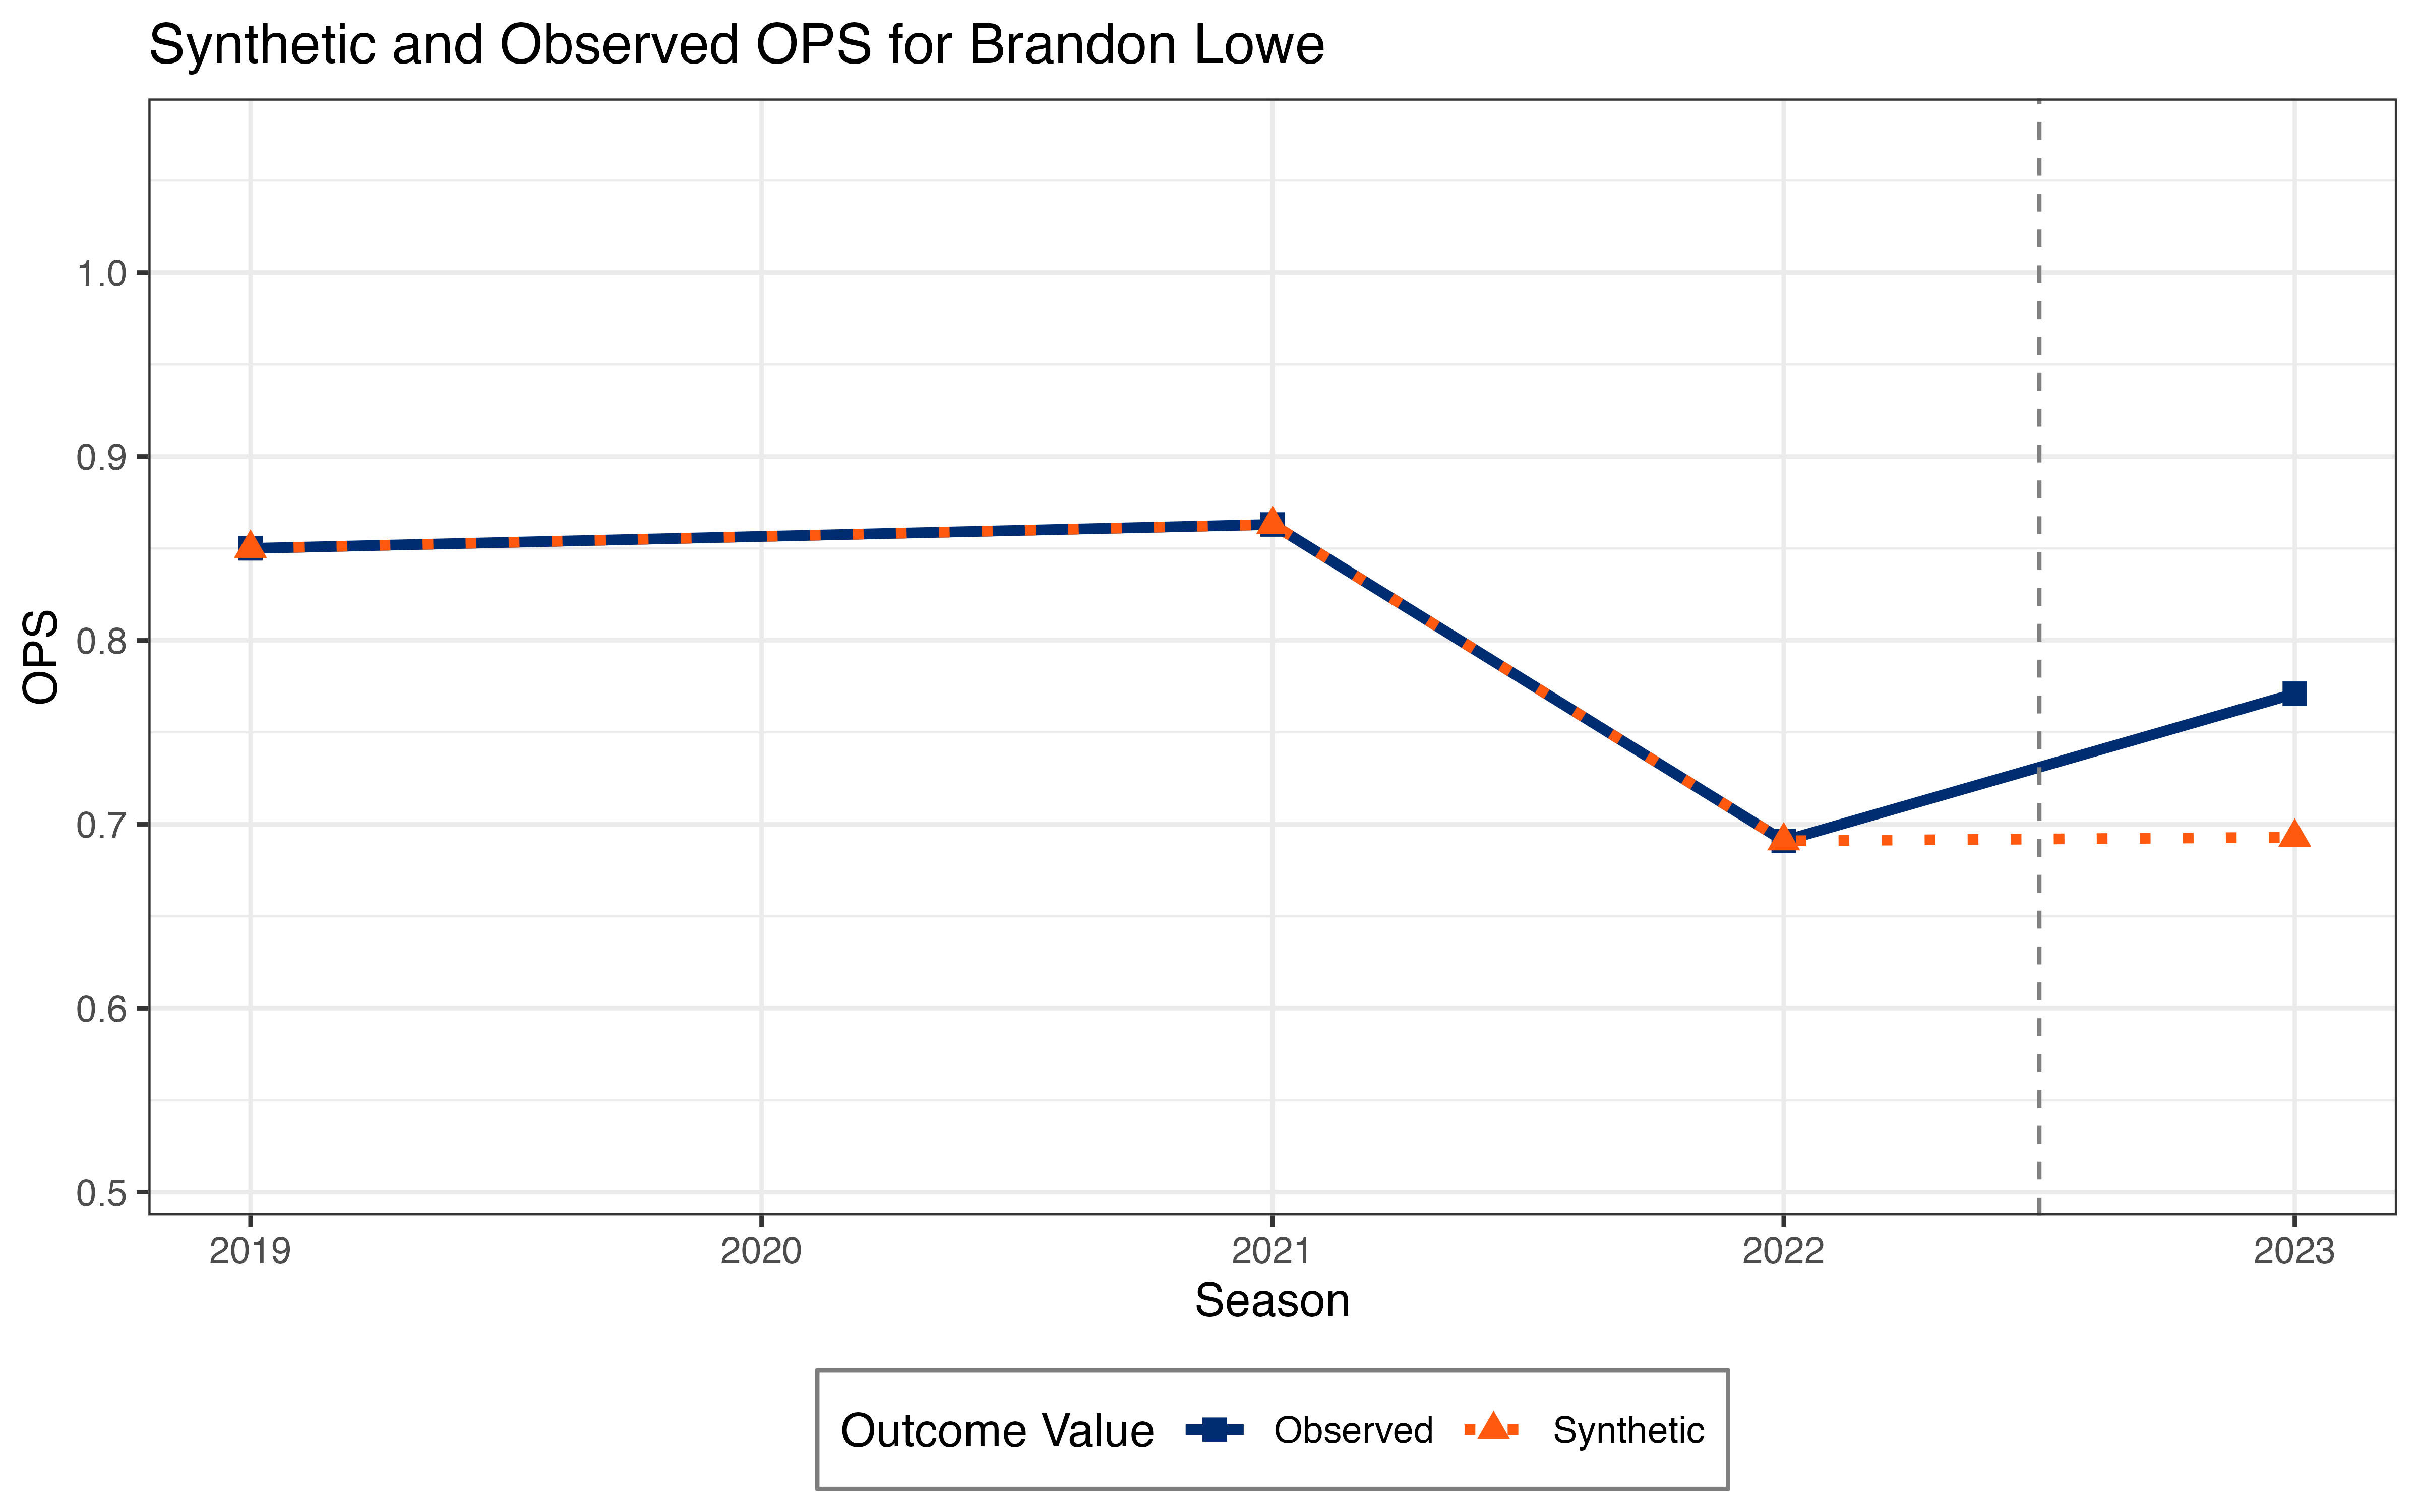 Synthetic and Observed OPS for Brandon Lowe
OPS
1.0
0.9
0.8
0.7
0.6
0.5
2019 2020 2021 2022 2023
Season
Outcome Value Observed Synthetic